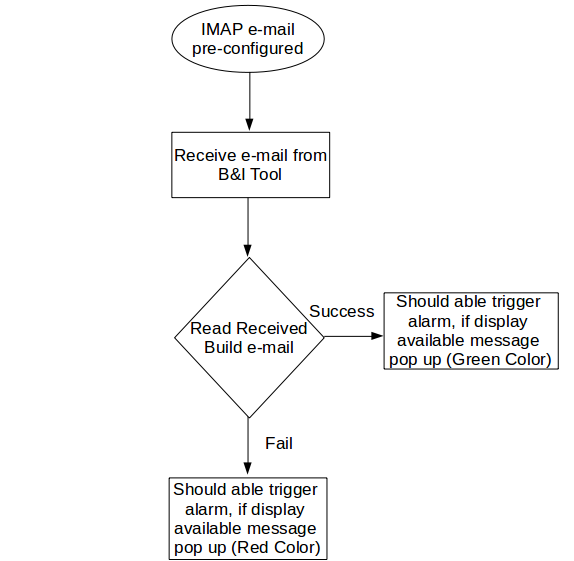 IMAP e-mail
pre-configured
Receive e-mail from
B&I Tool
Read Received
Build e-mail
Success
Should able trigger
alarm, if display
available message
pop up (Green Color)
Fail
Should able trigger
alarm, if display
available message
pop up (Red Color)